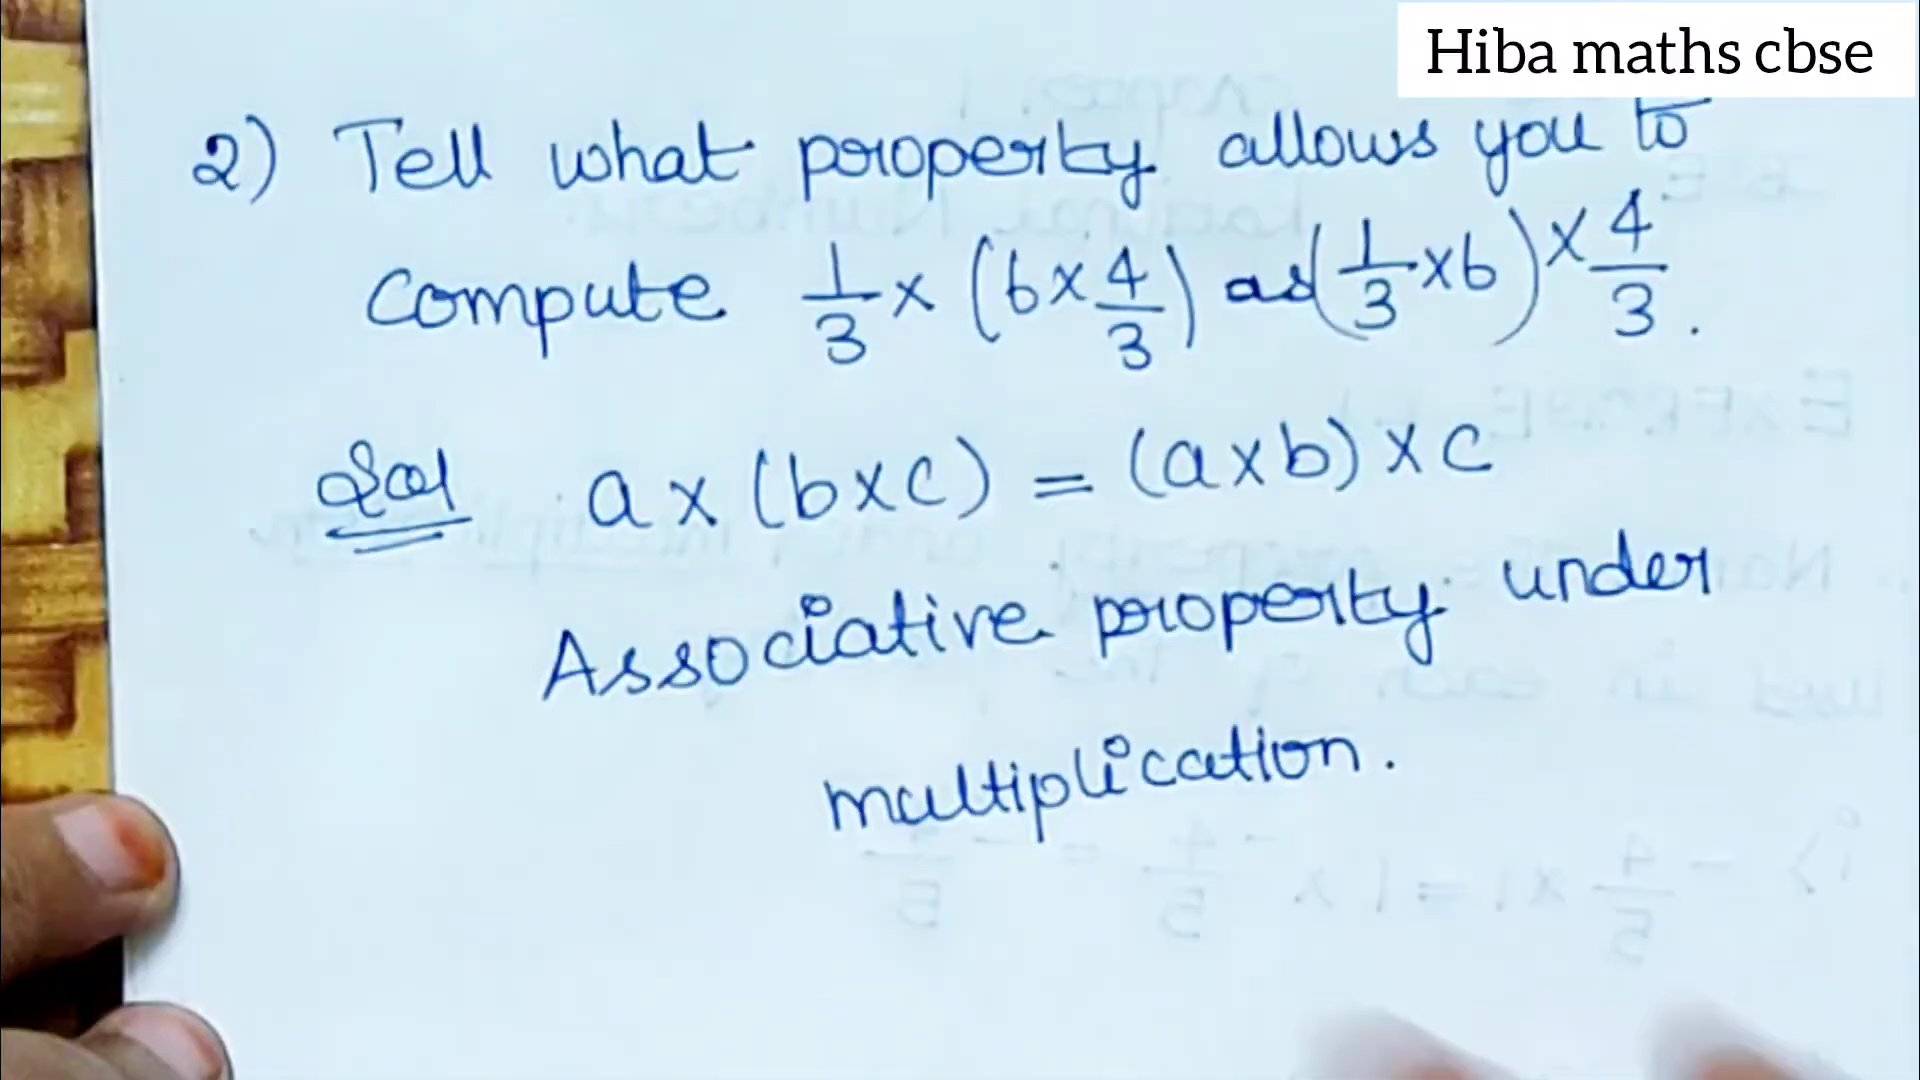 Hiba maths cbse
2) Tell what property allows you to
compute 1/3 × (6 × 4/3) as (1/3 × 6) × 4/3.
Sol a × (b × c) = (a × b) × c
Associative property under
multiplication.